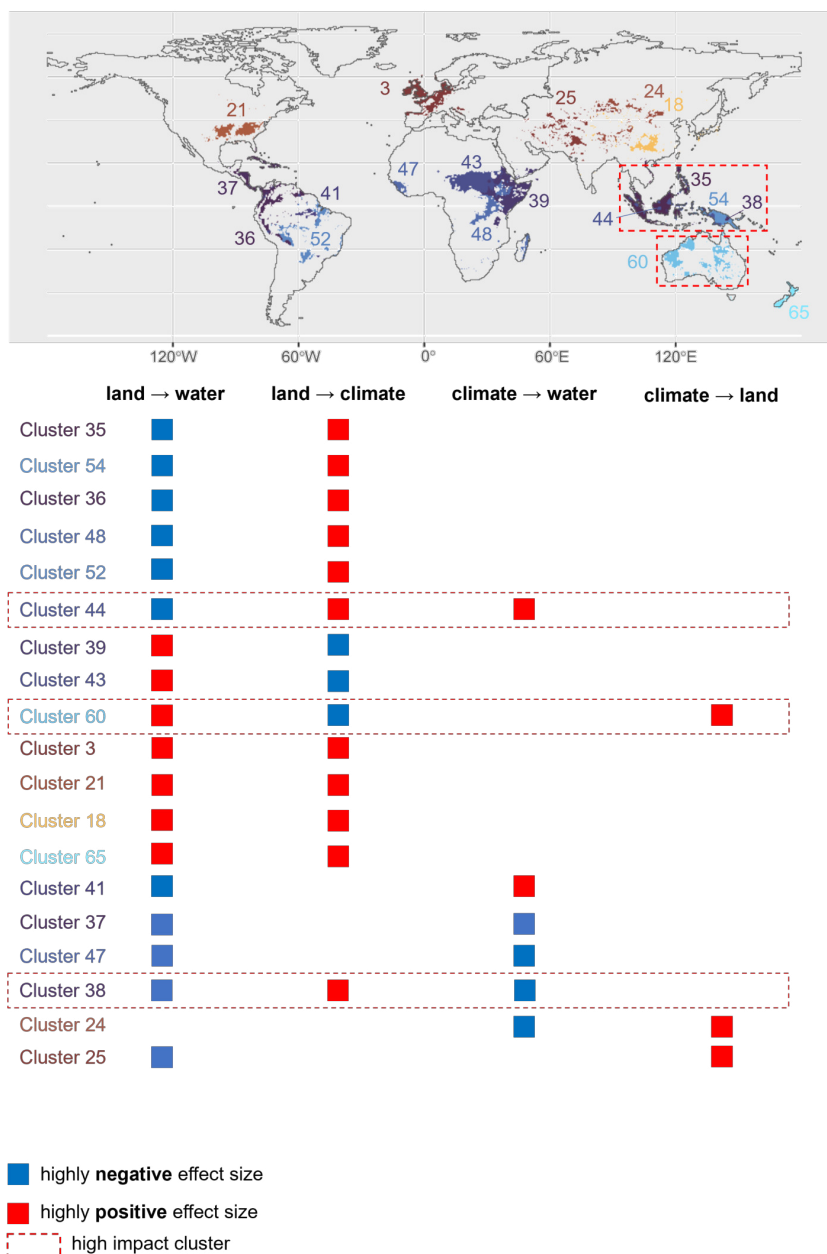 3
21
25
24
18
47
43
37
41
39
35
38
54
44
36
52
48
60
65
120°W 60°W 0° 60°E 120°E
land → water land → climate climate → water climate → land
Cluster 35
Cluster 54
Cluster 36
Cluster 48
Cluster 52
Cluster 44
Cluster 39
Cluster 43
Cluster 60
Cluster 3
Cluster 21
Cluster 18
Cluster 65
Cluster 41
Cluster 37
Cluster 47
Cluster 38
Cluster 24
Cluster 25
highly negative effect size
highly positive effect size
high impact cluster